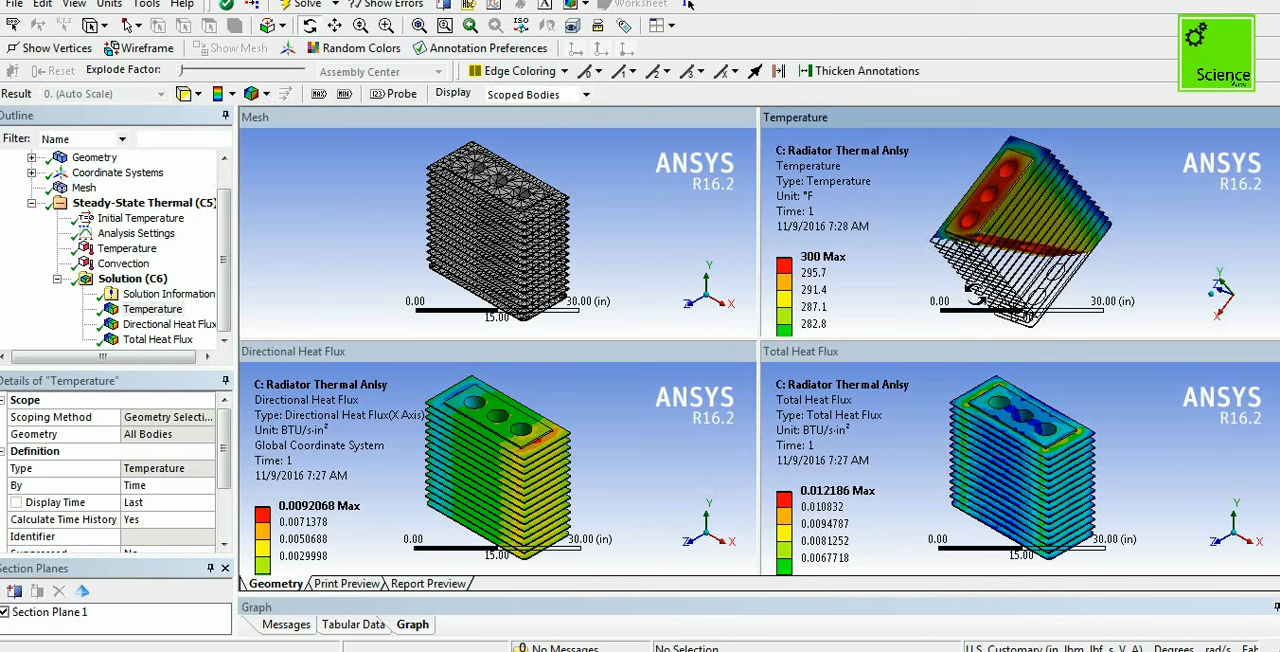 File Edit View Units Tools Help Solve Show Errors Worksheet
Show Vertices Wireframe Show Mesh Random Colors Annotation Preferences
Reset Explode Factor: Assembly Center Edge Coloring Thicken Annotations
Result 0. (Auto Scale) Probe Display Scoped Bodies
Science
Outline
Filter: Name
Geometry
Coordinate Systems
Mesh
Steady-State Thermal (C5)
Initial Temperature
Analysis Settings
Temperature
Convection
Solution (C6)
Solution Information
Temperature
Directional Heat Flux
Total Heat Flux
Details of "Temperature"
Scope
Scoping Method Geometry Selecti...
Geometry All Bodies
Definition
Type Temperature
By Time
Display Time Last
Calculate Time History Yes
Identifier
Section Planes
Section Plane 1
Mesh
ANSYS
R16.2
0.00 30.00 (in)
15.00
Y
Z X
Temperature
C: Radiator Thermal Anlsy
Temperature
Type: Temperature
Unit: °F
Time: 1
11/9/2016 7:28 AM
300 Max
295.7
291.4
287.1
282.8
ANSYS
R16.2
0.00 30.00 (in)
Y
Z
X
Directional Heat Flux
C: Radiator Thermal Anlsy
Directional Heat Flux
Type: Directional Heat Flux(X Axis)
Unit: BTU/s·in²
Global Coordinate System
Time: 1
11/9/2016 7:27 AM
0.0092068 Max
0.0071378
0.0050688
0.0029998
ANSYS
R16.2
0.00 30.00 (in)
15.00
Y
Z X
Total Heat Flux
C: Radiator Thermal Anlsy
Total Heat Flux
Type: Total Heat Flux
Unit: BTU/s·in²
Time: 1
11/9/2016 7:27 AM
0.012186 Max
0.010832
0.0094787
0.0081252
0.0067718
ANSYS
R16.2
0.00 30.00 (in)
15.00
Y
Z X
Geometry Print Preview Report Preview
Graph
Messages Tabular Data Graph
0 No Messages No Selection U.S. Customary (in, lbm, lbf, s, V, A) Degrees rad/s Fah